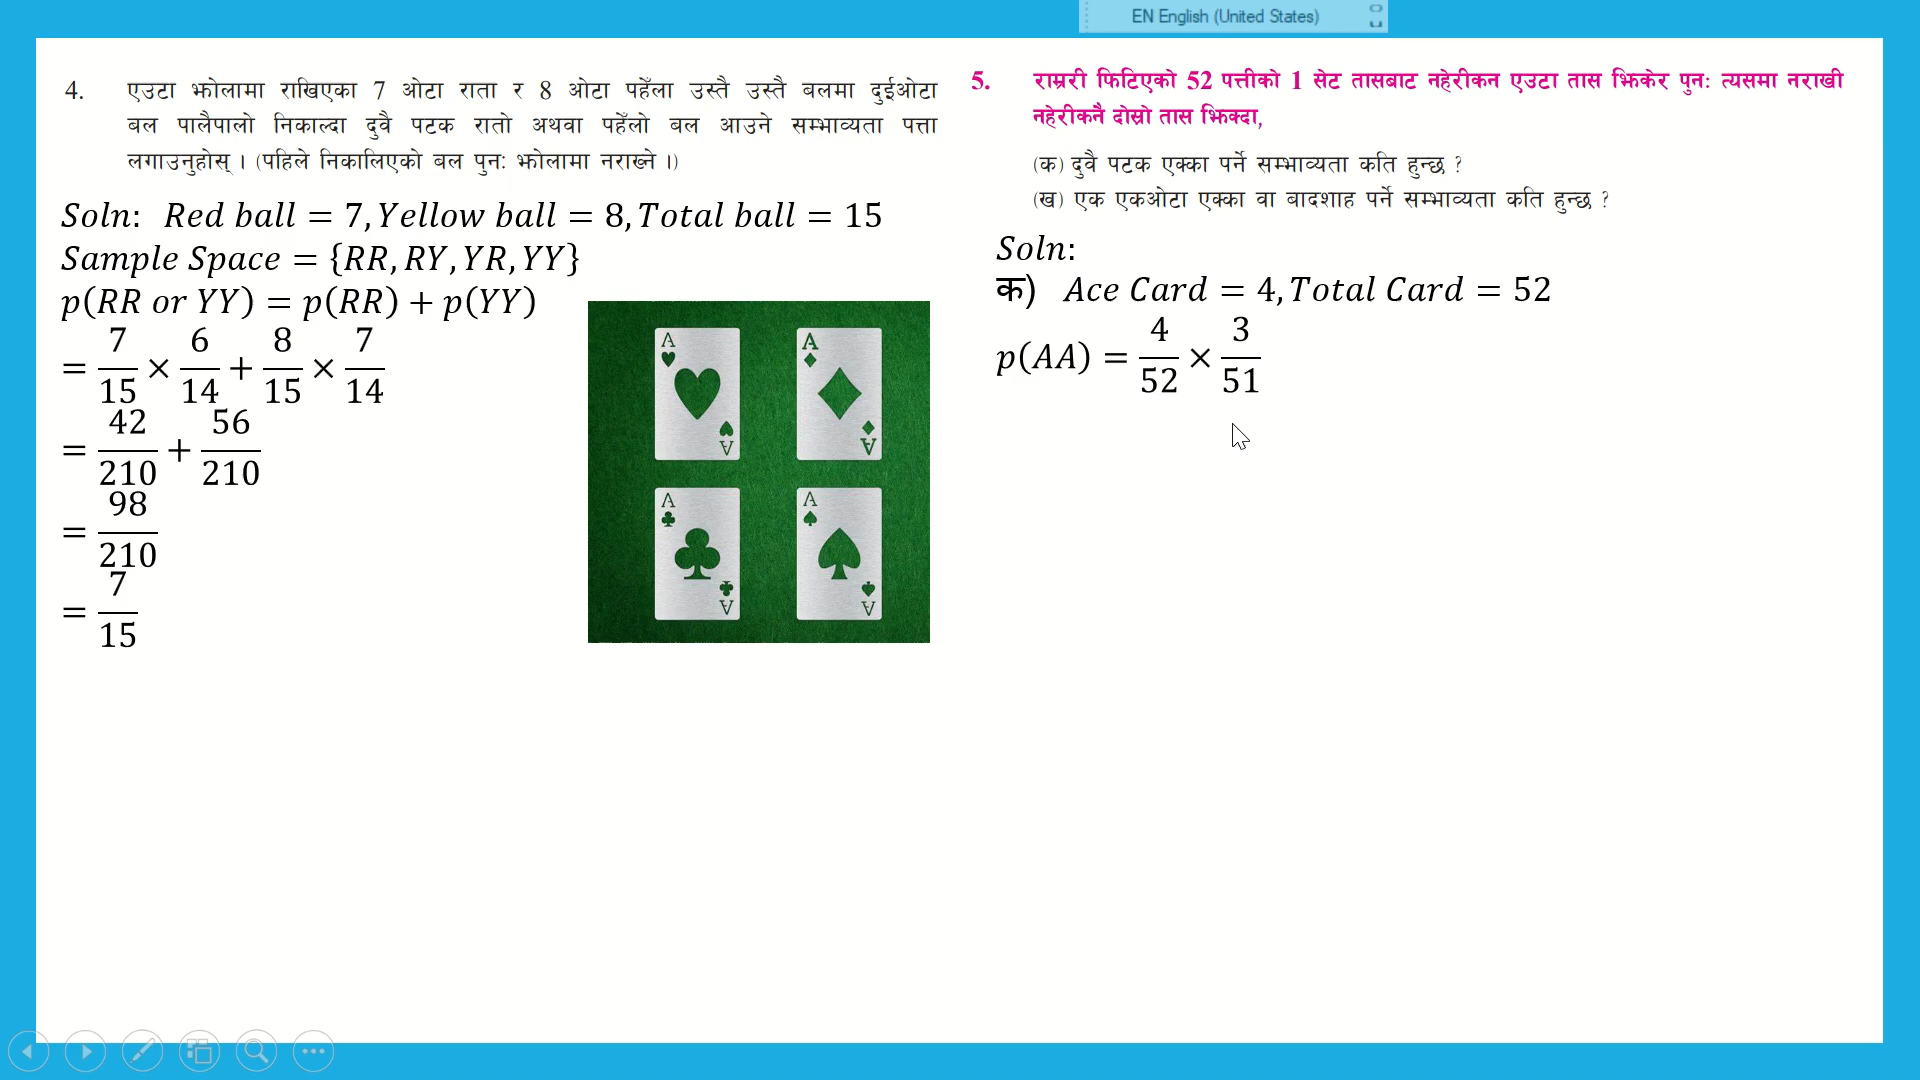 EN English (United States)
4. एउटा झोलामा राखिएका 7 ओटा राता र 8 ओटा पहेँला उस्तै उस्तै बलमा दुईओटा
बल पालैपालो निकाल्दा दुवै पटक रातो अथवा पहेँलो बल आउने सम्भाव्यता पत्ता
लगाउनुहोस् । (पहिले निकालिएको बल पुनः झोलामा नराख्ने ।)
Soln: Red ball = 7, Yellow ball = 8, Total ball = 15
Sample Space = {RR, RY, YR, YY}
p(RR or YY) = p(RR) + p(YY)
= 7/15 × 6/14 + 8/15 × 7/14
= 42/210 + 56/210
= 98/210
= 7/15
A A
A A
A A
A A
5. राम्ररी फिटिएको 52 पत्तीको 1 सेट तासबाट नहेरीकन एउटा तास झिकेर पुनः त्यसमा नराखी
नहेरीकनै दोस्रो तास झिक्दा,
(क) दुवै पटक एक्का पर्ने सम्भाव्यता कति हुन्छ ?
(ख) एक एकओटा एक्का वा बादशाह पर्ने सम्भाव्यता कति हुन्छ ?
Soln:
क) Ace Card = 4, Total Card = 52
p(AA) = 4/52 × 3/51